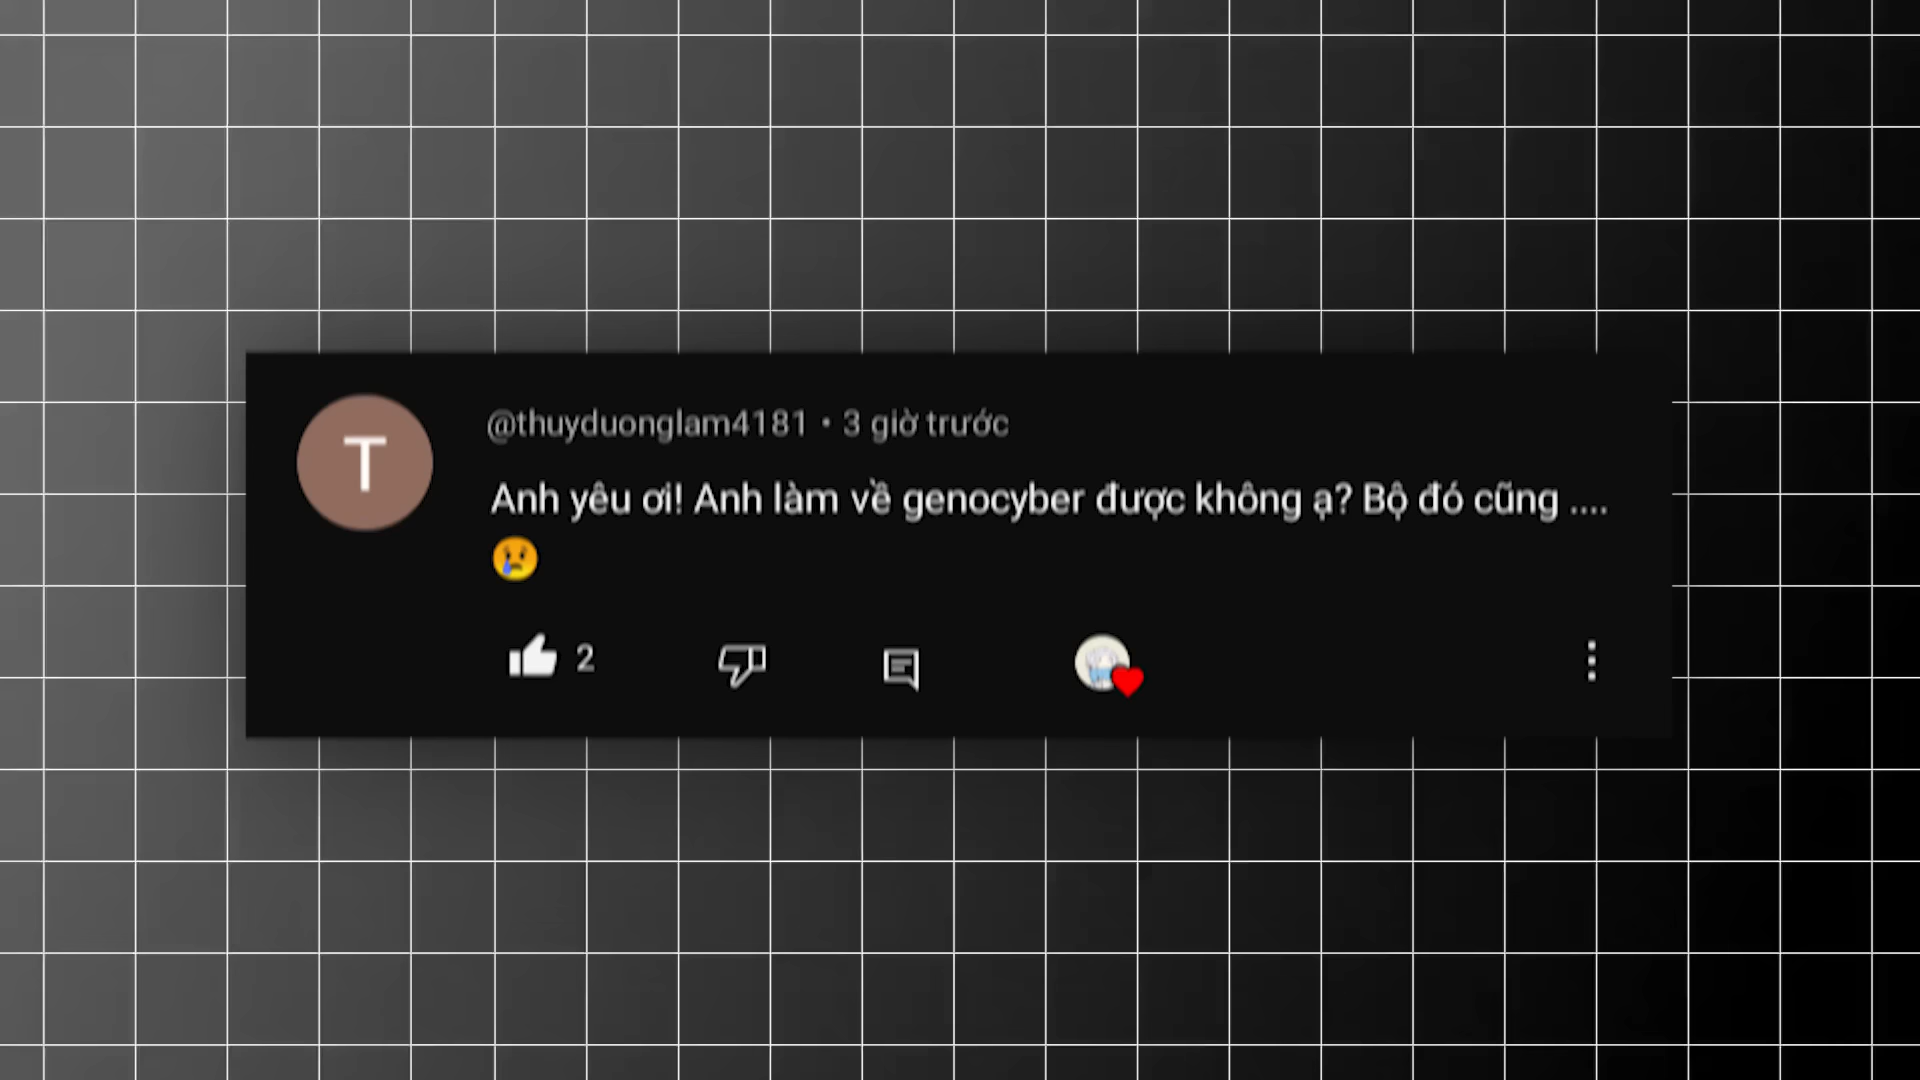 T
@thuyduonglam4181 • 3 giờ trước
Anh yêu ơi! Anh làm về genocyber được không ạ? Bộ đó cũng ....
😢
2